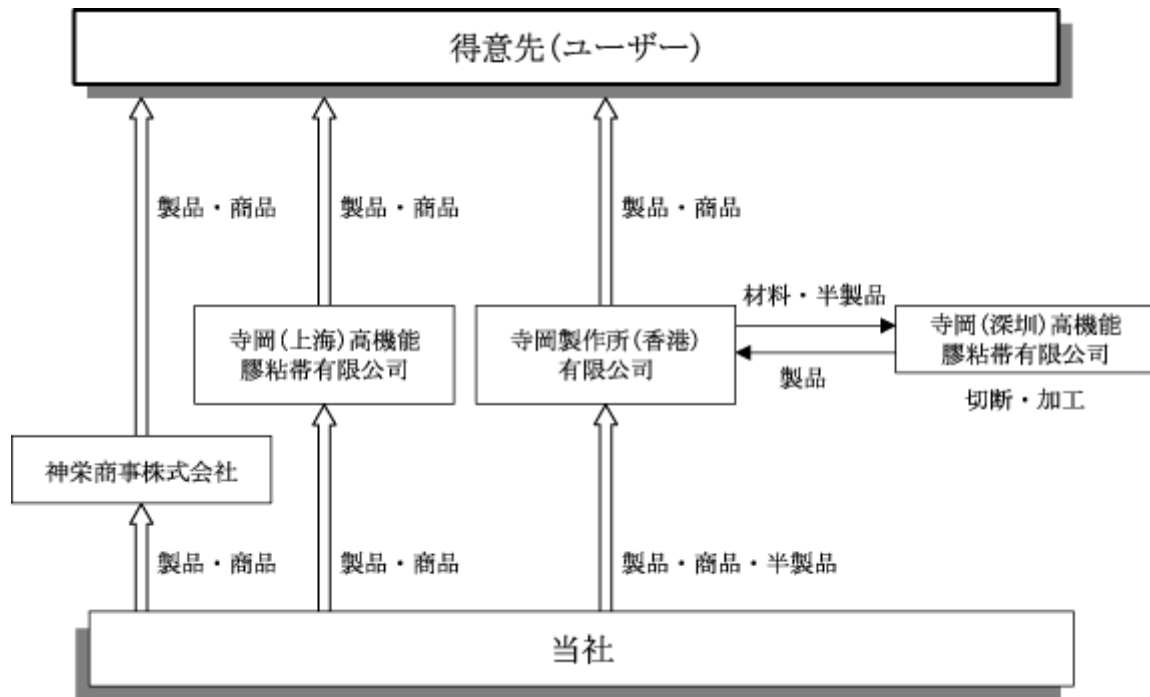 得意先(ユーザー)
製品・商品
製品・商品
製品・商品
材料・半製品
寺岡(上海)高機能
膠粘帯有限公司
寺岡製作所(香港)
有限公司
寺岡(深圳)高機能
膠粘帯有限公司
製品
切断・加工
神栄商事株式会社
製品・商品
製品・商品
製品・商品・半製品
当社